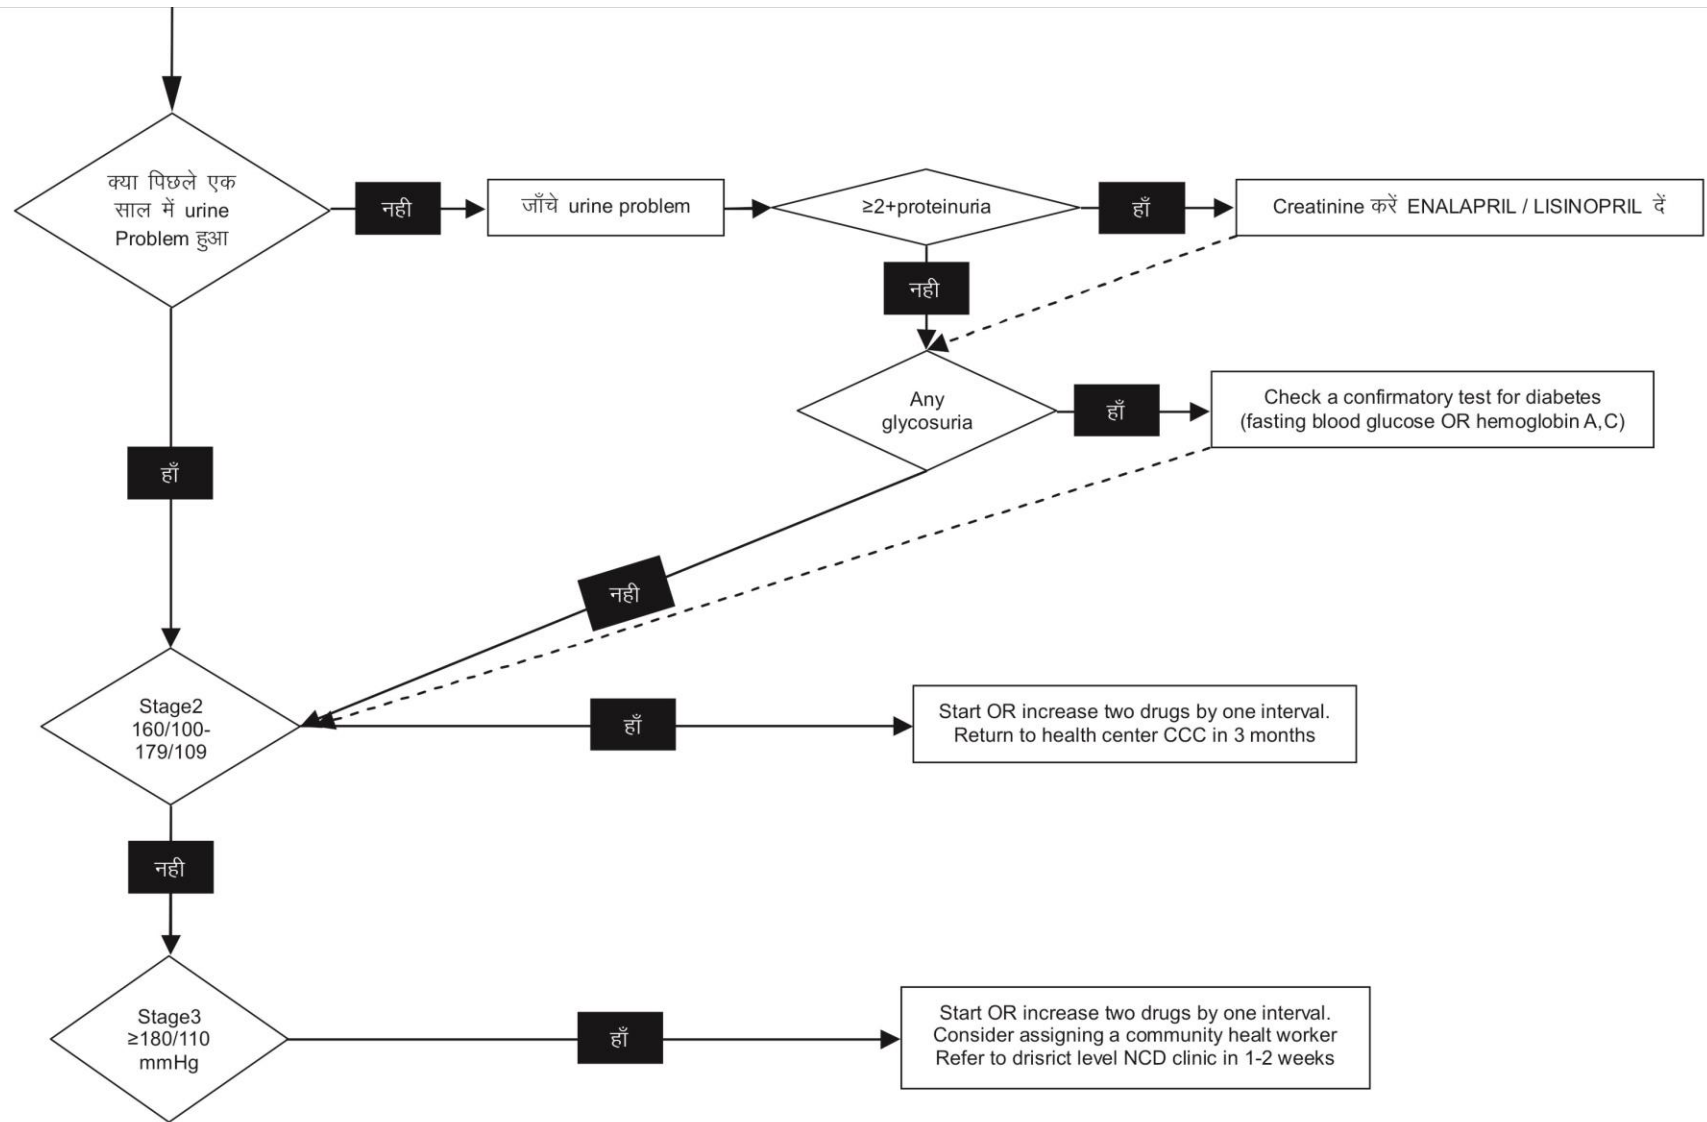 क्या पिछले एक
साल में urine
Problem हुआ
नही
जाँचे urine problem
≥2+proteinuria
हाँ
Creatinine करें ENALAPRIL / LISINOPRIL दें
नही
Any
glycosuria
हाँ
Check a confirmatory test for diabetes
(fasting blood glucose OR hemoglobin A,C)
हाँ
नही
Stage2
160/100-
179/109
हाँ
Start OR increase two drugs by one interval.
Return to health center CCC in 3 months
नही
Stage3
≥180/110
mmHg
हाँ
Start OR increase two drugs by one interval.
Consider assigning a community healt worker
Refer to drisrict level NCD clinic in 1-2 weeks